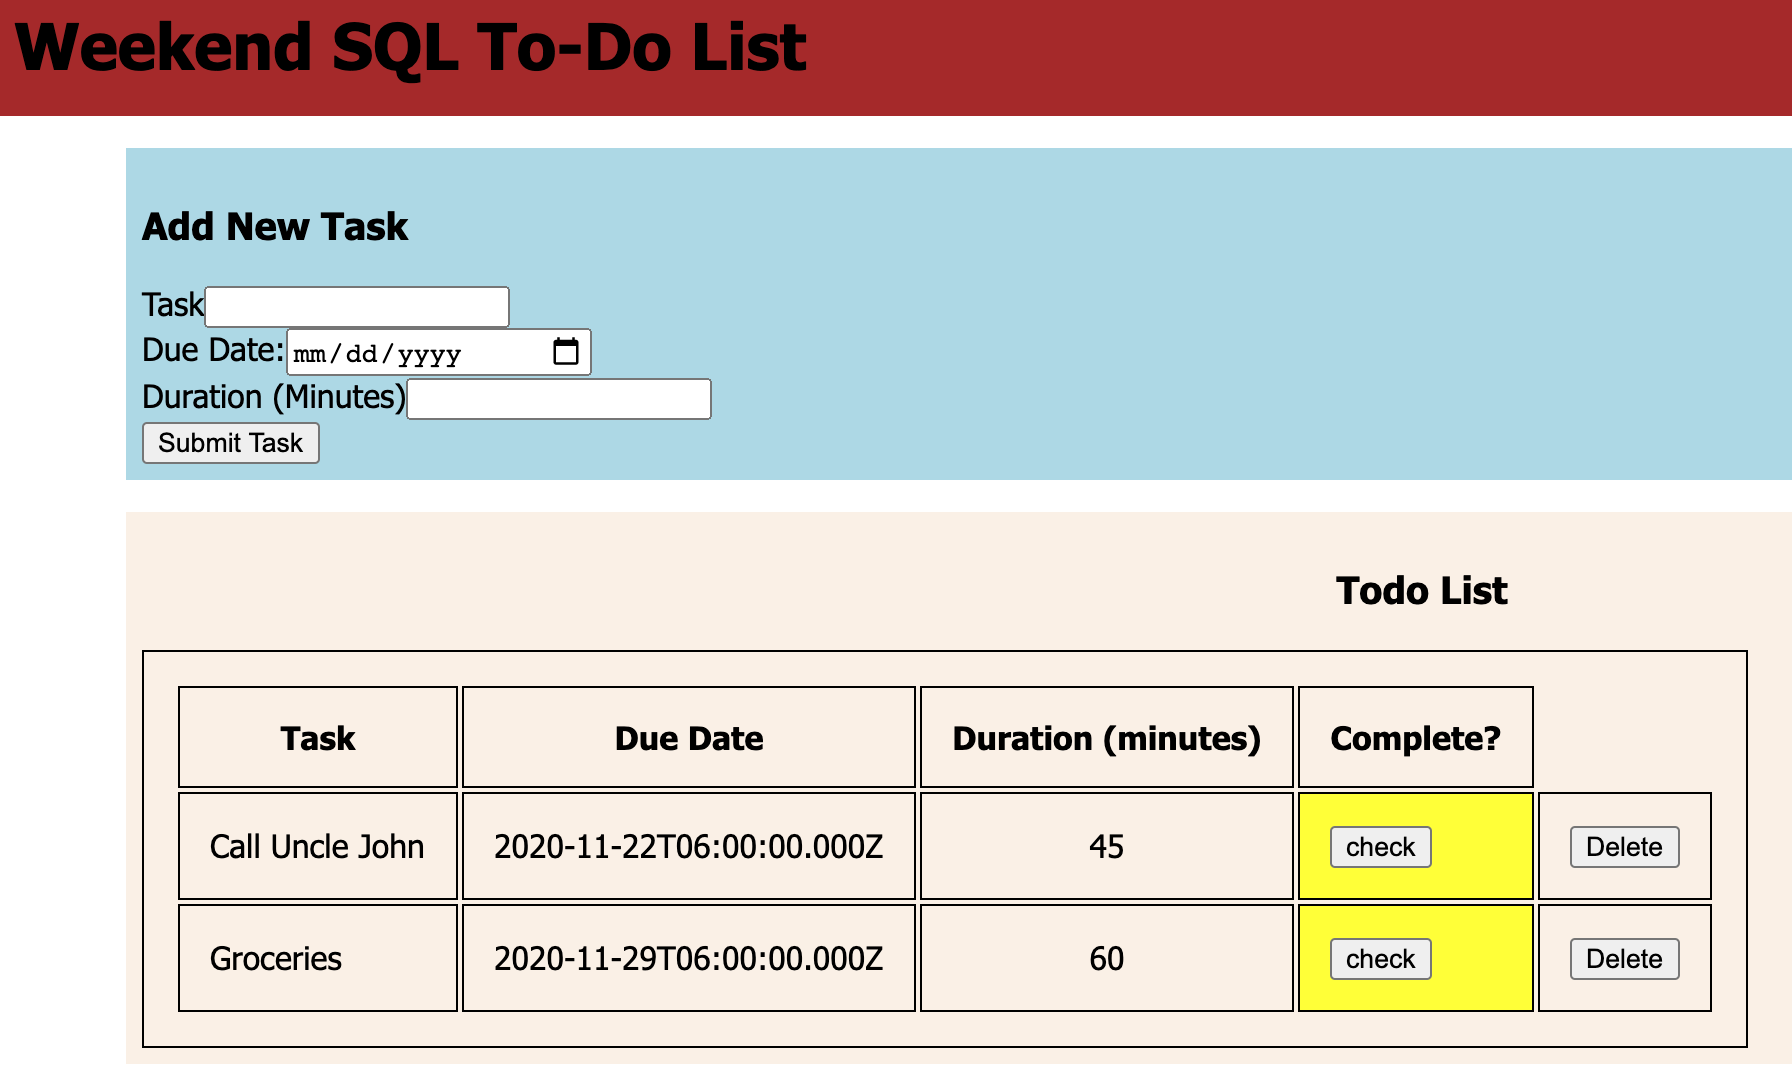 Weekend SQL To-Do List
Add New Task
Task
Due Date: mm/dd/yyyy
Duration (Minutes)
Submit Task
Todo List
Task Due Date Duration (minutes) Complete?
Call Uncle John 2020-11-22T06:00:00.000Z 45 check Delete
Groceries 2020-11-29T06:00:00.000Z 60 check Delete